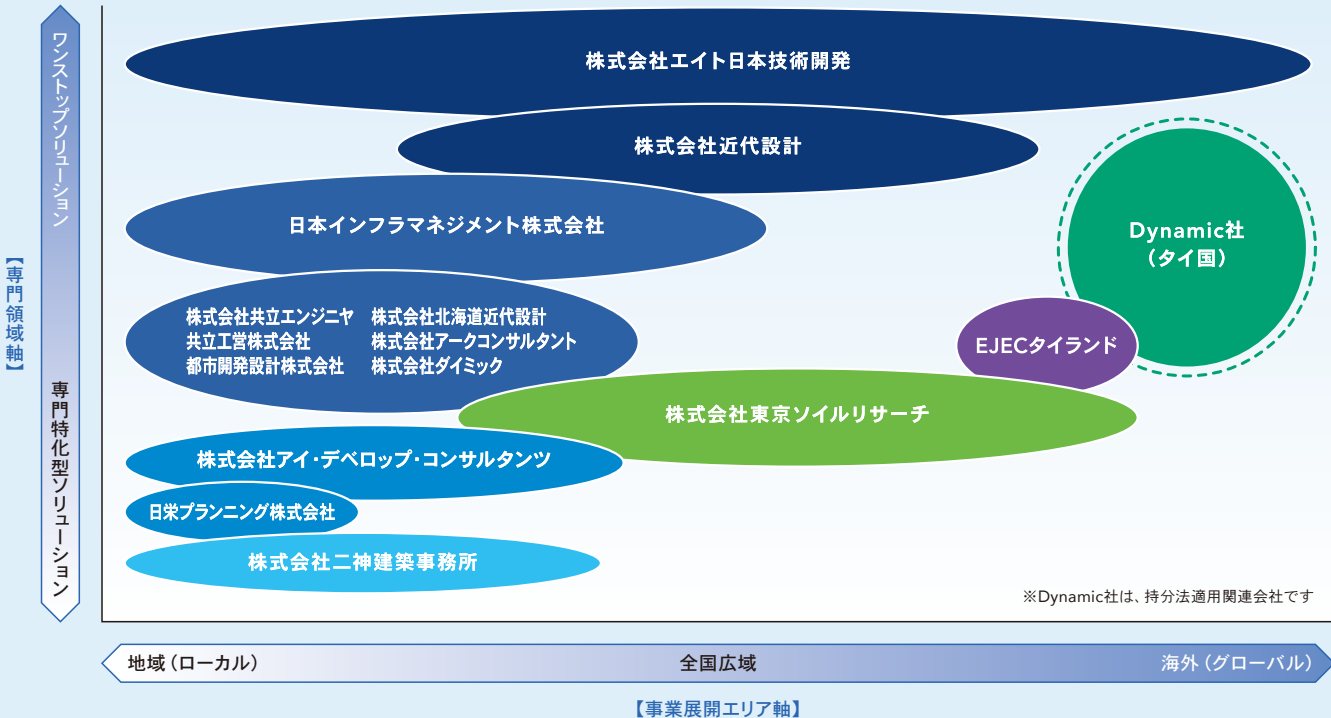 【専門領域軸】
ワンストップソリューション
専門特化型ソリューション
株式会社エイト日本技術開発
株式会社近代設計
日本インフラマネジメント株式会社
Dynamic社
（タイ国）
株式会社共立エンジニヤ 株式会社北海道近代設計
共立工営株式会社 株式会社アークコンサルタント
都市開発設計株式会社 株式会社ダイミック
EJECタイランド
株式会社東京ソイルリサーチ
株式会社アイ・デベロップ・コンサルタンツ
日栄プランニング株式会社
株式会社二神建築事務所
※Dynamic社は、持分法適用関連会社です
地域（ローカル） 全国広域 海外（グローバル）
【事業展開エリア軸】